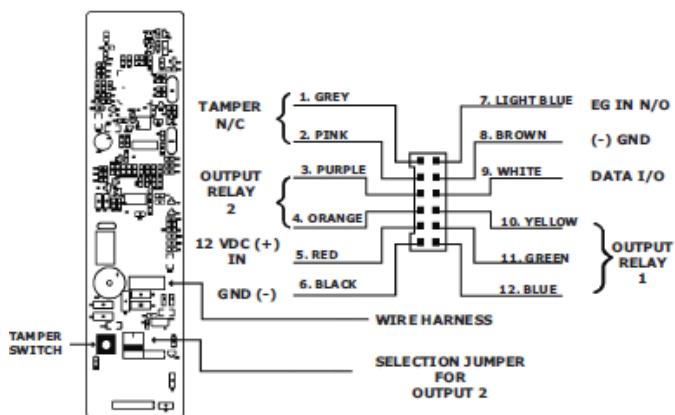 TAMPER
N/C
1. GREY
2. PINK
OUTPUT
RELAY
2
3. PURPLE
4. ORANGE
12 VDC (+)
IN
5. RED
GND (-)
6. BLACK
7. LIGHT BLUE
EG IN N/O
8. BROWN
(-) GND
9. WHITE
DATA I/O
10. YELLOW
11. GREEN
12. BLUE
OUTPUT
RELAY
1
WIRE HARNESS
TAMPER
SWITCH
SELECTION JUMPER
FOR
OUTPUT 2